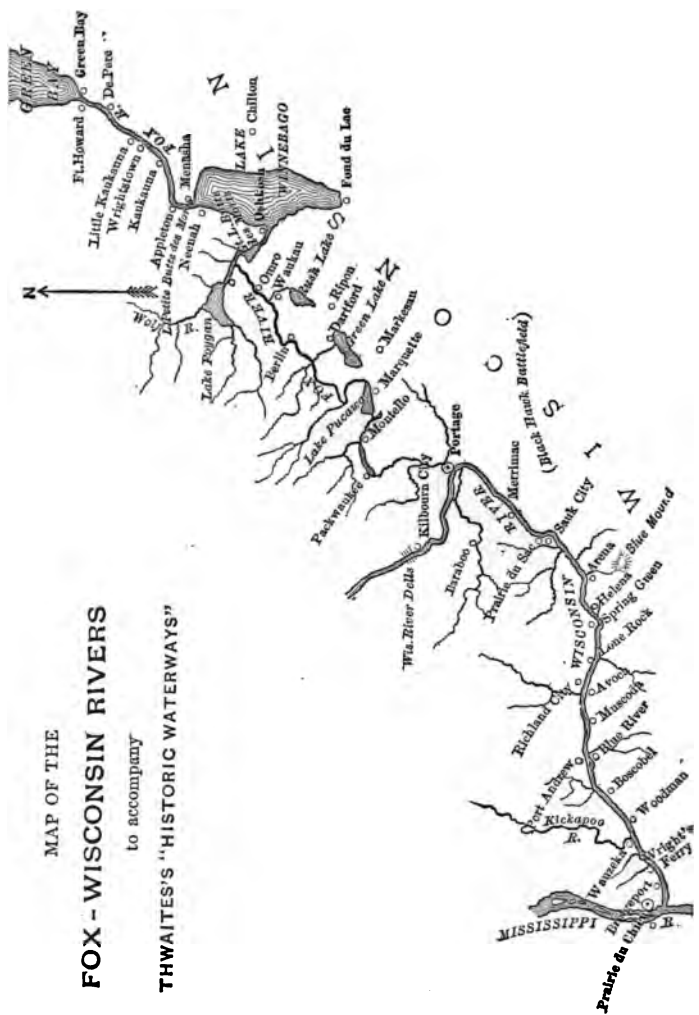 MAP OF THE
FOX - WISCONSIN RIVERS
to accompany
THWAITES'S "HISTORIC WATERWAYS"
N
GREEN
BAY
Green Bay
Ft. Howard
De Pere "
FOX
R.
Little Kaukauna
Wrightstown
Kaukauna
Appleton
Menasha
Neenah
LAKE
WINNEBAGO
Chilton
Oshkosh
Fond du Lac
R.
Lake Poygan
Omro
Waukau
Rush Lake
RIVER
FOX
Berlin
Ripon
Dartford
Green Lake
Markesan
Marquette
Lake Pucawa
Montello
Packwaukee
Portage
Kilbourn City
Wis. River Dells
Baraboo
Merrimac
RIVER
Prairie du Sac
Sauk City
(Black Hawk Battlefield)
Blue Mound
Arena
Helena
Spring Green
WISCONSIN
Lone Rock
Richland City
Avoca
Muscoda
Blue River
Port Andrew
Boscobel
Kickapoo
R.
Woodman
Wauzeka
Wright's
Ferry
Bridgeport
MISSISSIPPI
R.
Prairie du Chien
W I S C O N S I N